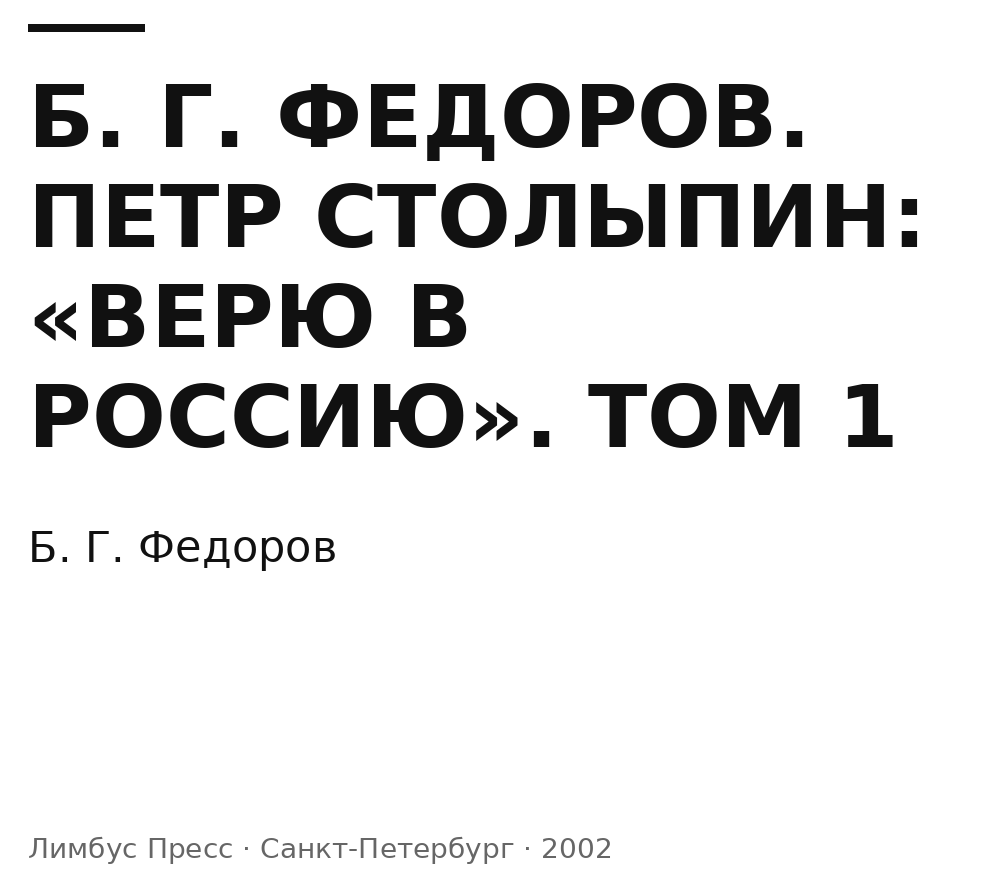 Б. Г. ФЕДОРОВ.
ПЕТР СТОЛЫПИН:
«ВЕРЮ В
РОССИЮ». ТОМ 1
Б. Г. Федоров
Лимбус Пресс · Санкт-Петербург · 2002